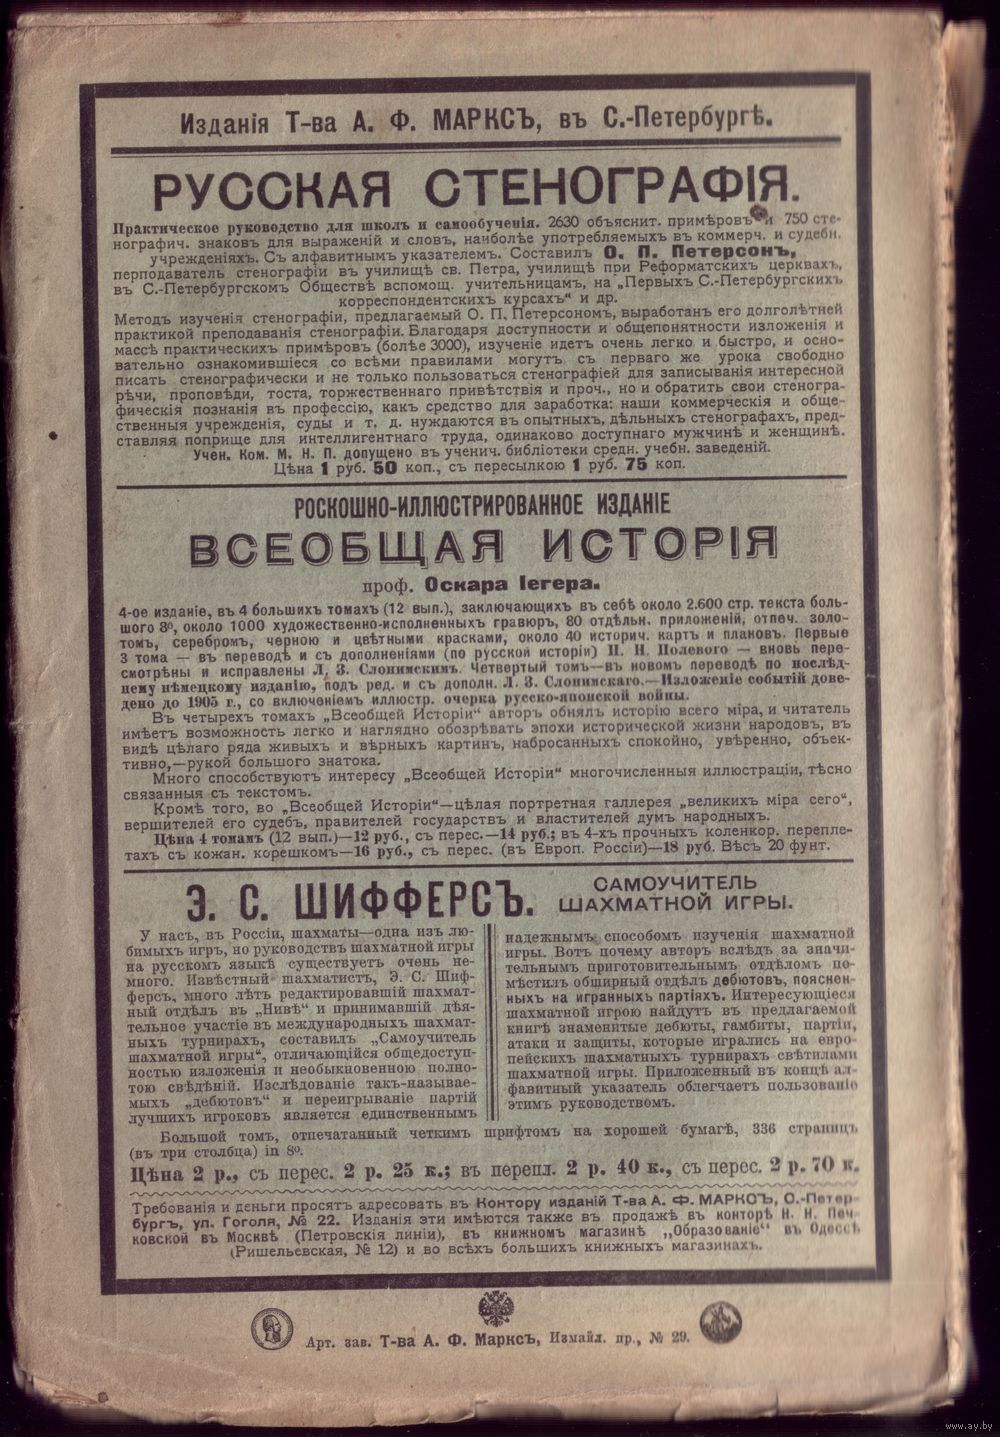 Изданія Т-ва А. Ф. МАРКСЪ, въ С.-Петербургѣ.
РУССКАЯ СТЕНОГРАФІЯ.
Практическое руководство для школъ и самообученія. 2630 объяснит. примѣровъ и 750 сте-
нографич. знаковъ для выраженій и словъ, наиболѣе употребляемыхъ въ коммерч. и судебн.
учрежденіяхъ. Съ алфавитнымъ указателемъ. Составилъ О. П. Петерсонъ,
перподаватель стенографіи въ училищѣ св. Петра, училищѣ при Реформатскихъ церквахъ,
въ С.-Петербургскомъ Обществѣ вспомощ. учительницамъ, на „Первыхъ С.-Петербургскихъ
корреспондентскихъ курсахъ“ и др.
Методъ изученія стенографіи, предлагаемый О. П. Петерсономъ, выработанъ его долголѣтней
практикой преподаванія стенографіи. Благодаря доступности и общепонятности изложенія и
массѣ практическихъ примѣровъ (болѣе 3000), изученіе идетъ очень легко и быстро, и осно-
вательно ознакомившіеся со всѣми правилами могутъ съ перваго же урока свободно
писать стенографически и не только пользоваться стенографіей для записыванія интересной
рѣчи, проповѣди, тоста, торжественнаго привѣтствія и проч., но и обратить свои стеногра-
фическія познанія въ профессію, какъ средство для заработка: наши коммерческія и обще-
ственныя учрежденія, суды и т. д. нуждаются въ опытныхъ, дѣльныхъ стенографахъ, пред-
ставляя поприще для интеллигентнаго труда, одинаково доступнаго мужчинѣ и женщинѣ.
Учен. Ком. М. Н. П. допущено въ ученич. библіотеки средн. учебн. заведеній.
Цѣна 1 руб. 50 коп., съ пересылкою 1 руб. 75 коп.
РОСКОШНО-ИЛЛЮСТРИРОВАННОЕ ИЗДАНІЕ
ВСЕОБЩАЯ ИСТОРІЯ
проф. Оскара Іегера.
4-ое изданіе, въ 4 большихъ томахъ (12 вып.), заключающихъ въ себѣ около 2.600 стр. текста боль-
шого 8⁰, около 1000 художественно-исполненныхъ гравюръ, 80 отдѣльн. приложеній, отпеч. золо-
томъ, серебромъ, черною и цвѣтными красками, около 40 историч. картъ и плановъ. Первые
3 тома — въ переводѣ и съ дополненіями (по русской исторіи) П. Н. Полевого — вновь пере-
смотрѣны и исправлены Л. З. Слонимскимъ. Четвертый томъ—въ новомъ переводѣ по послѣд-
нему нѣмецкому изданію, подъ ред. и съ дополн. Л. З. Слонимскаго.—Изложеніе событій дове-
дено до 1905 г., со включеніемъ иллюстр. очерка русско-японской войны.
Въ четырехъ томахъ „Всеобщей Исторіи“ авторъ обнялъ исторію всего міра, и читатель
имѣетъ возможность легко и наглядно обозрѣвать эпохи исторической жизни народовъ, въ
видѣ цѣлаго ряда живыхъ и вѣрныхъ картинъ, набросанныхъ спокойно, увѣренно, объек-
тивно,—рукой большого знатока.
Много способствуютъ интересу „Всеобщей Исторіи“ многочисленныя иллюстраціи, тѣсно
связанныя съ текстомъ.
Кромѣ того, во „Всеобщей Исторіи“—цѣлая портретная галлерея „великихъ міра сего“,
вершителей его судебъ, правителей государствъ и властителей думъ народныхъ.
Цѣна 4 томамъ (12 вып.)—12 руб., съ перес.—14 руб.; въ 4-хъ прочныхъ коленкор. перепле-
тахъ съ кожан. корешкомъ—16 руб., съ перес. (въ Европ. Россіи)—18 руб. Вѣсъ 20 фунт.
Э. С. ШИФФЕРСЪ.
САМОУЧИТЕЛЬ
ШАХМАТНОЙ ИГРЫ.
У насъ, въ Россіи, шахматы—одна изъ лю-
бимыхъ игръ, но руководствъ шахматной игры
на русскомъ языкѣ существуетъ очень не-
много. Извѣстный шахматистъ, Э. С. Шиф-
ферсъ, много лѣтъ редактировавшій шахмат-
ный отдѣлъ въ „Нивѣ“ и принимавшій дѣя-
тельное участіе въ международныхъ шахмат-
ныхъ турнирахъ, составилъ „Самоучитель
шахматной игры“, отличающійся общедоступ-
ностью изложенія и необыкновенною полно-
тою свѣдѣній. Изслѣдованіе такъ-называе-
мыхъ „дебютовъ“ и переигрываніе партій
лучшихъ игроковъ является единственнымъ
надежнымъ способомъ изученія шахматной
игры. Вотъ почему авторъ вслѣдъ за значи-
тельнымъ приготовительнымъ отдѣломъ по-
мѣстилъ обширный отдѣлъ дебютовъ, пояснен-
ныхъ на игранныхъ партіяхъ. Интересующіеся
шахматной игрою найдутъ въ предлагаемой
книгѣ знаменитые дебюты, гамбиты, партіи,
атаки и защиты, которые игрались на евро-
пейскихъ шахматныхъ турнирахъ свѣтилами
шахматной игры. Приложенный въ концѣ ал-
фавитный указатель облегчаетъ пользованіе
этимъ руководствомъ.
Большой томъ, отпечатанный четкимъ шрифтомъ на хорошей бумагѣ, 336 страницъ
(въ три столбца) in 8⁰.
Цѣна 2 р., съ перес. 2 р. 25 к.; въ перепл. 2 р. 40 к., съ перес. 2 р. 70 к.
Требованія и деньги просятъ адресовать въ Контору изданій Т-ва А. Ф. МАРКСЪ, С.-Петер-
бургъ, ул. Гоголя, № 22. Изданія эти имѣются также въ продажѣ въ конторѣ Н. Н. Печ-
ковской въ Москвѣ (Петровскія линіи), въ книжномъ магазинѣ „Образованіе“ въ Одессѣ
(Ришельевская, № 12) и во всѣхъ большихъ книжныхъ магазинахъ.
Арт. зав. Т-ва А. Ф. Марксъ, Измайл. пр., № 29.
www.ay.by